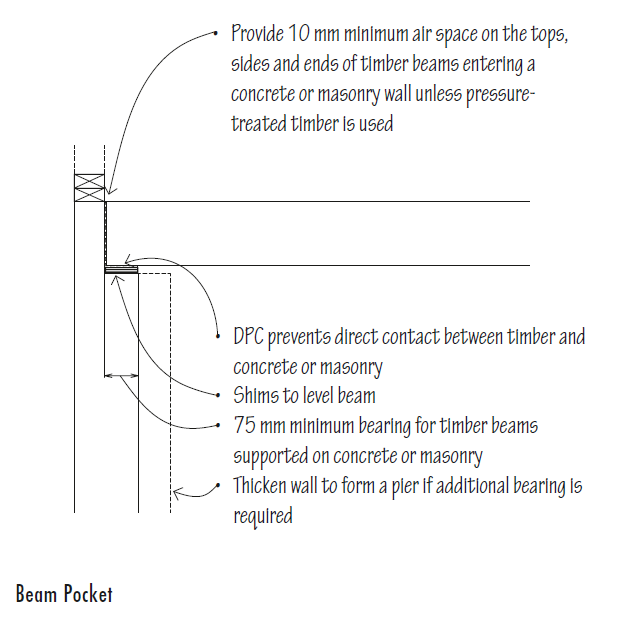 Provide 10 mm minimum air space on the tops,
sides and ends of timber beams entering a
concrete or masonry wall unless pressure-
treated timber is used
DPC prevents direct contact between timber and
concrete or masonry
Shims to level beam
75 mm minimum bearing for timber beams
supported on concrete or masonry
Thicken wall to form a pier if additional bearing is
required
Beam Pocket